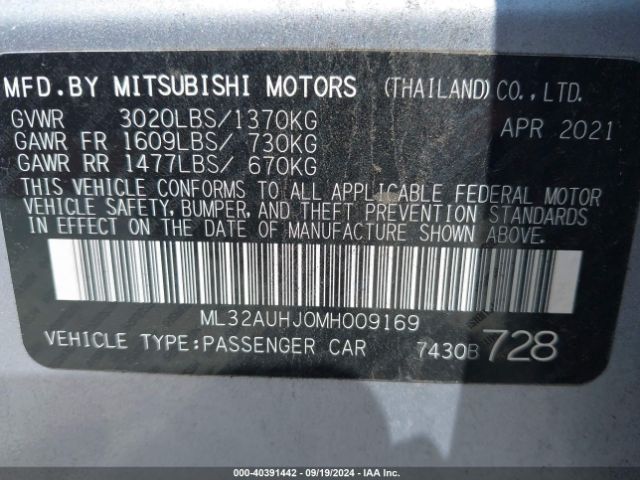 MFD.BY MITSUBISHI MOTORS (THAILAND) CO., LTD.
GVWR 3020LBS/1370KG APR 2021
GAWR FR 1609LBS/ 730KG
GAWR RR 1477LBS/ 670KG
THIS VEHICLE CONFORMS TO ALL APPLICABLE FEDERAL MOTOR
VEHICLE SAFETY, BUMPER, AND THEFT PREVENTION STANDARDS
IN EFFECT ON THE DATE OF MANUFACTURE SHOWN ABOVE.
ML32AUHJ0MH009169
VEHICLE TYPE:PASSENGER CAR 7430B 728
000-40391442 - 09/19/2024 - IAAI.COM